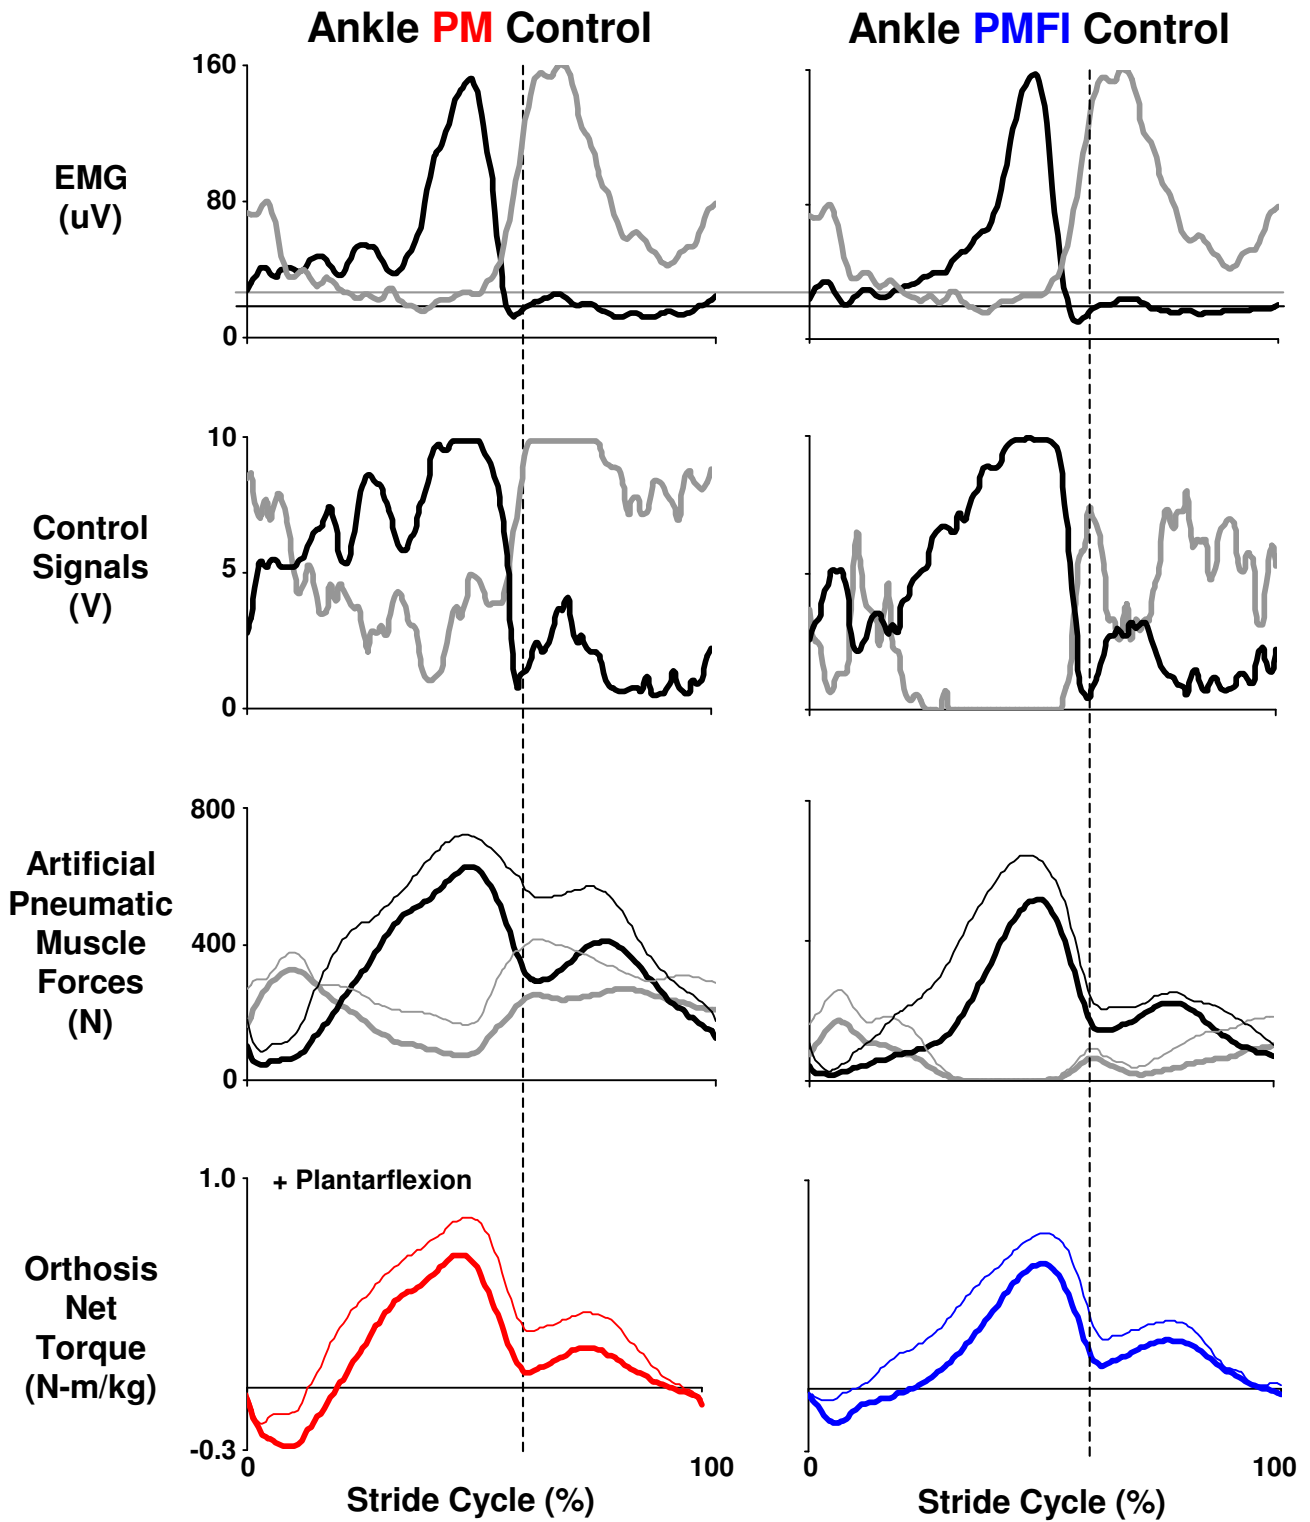 Ankle PM Control
Ankle PMFI Control
EMG
(uV)
160
80
0
Control
Signals
(V)
10
5
0
Artificial
Pneumatic
Muscle
Forces
(N)
800
400
0
Orthosis
Net
Torque
(N-m/kg)
1.0
+ Plantarflexion
-0.3
0
100
0
100
Stride Cycle (%)
Stride Cycle (%)